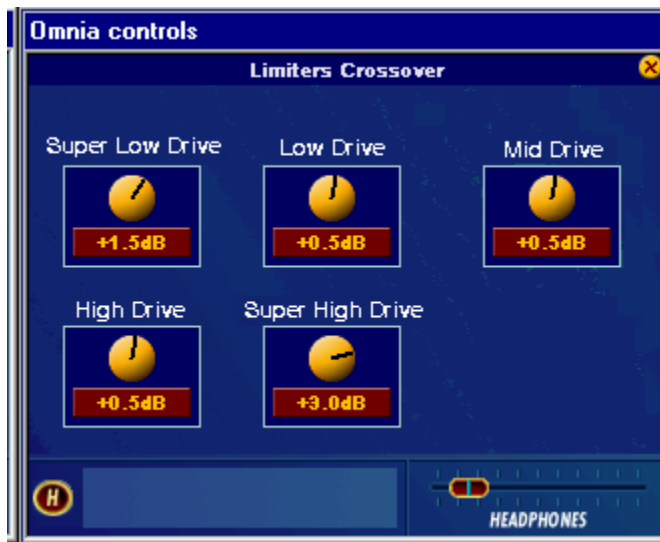 Omnia controls
Limiters Crossover
Super Low Drive
Low Drive
Mid Drive
+1.5dB
+0.5dB
+0.5dB
High Drive
Super High Drive
+0.5dB
+3.0dB
H
HEADPHONES